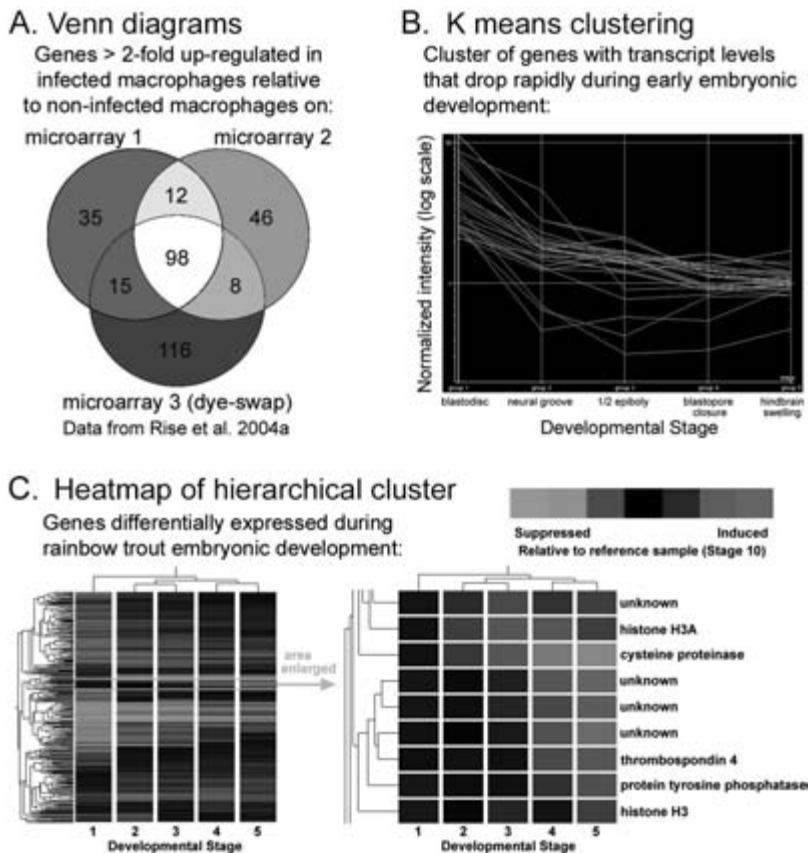 A. Venn diagrams
Genes > 2-fold up-regulated in
infected macrophages relative
to non-infected macrophages on:
microarray 1
microarray 2
12
35
46
98
15
8
116
microarray 3 (dye-swap)
Data from Rise et al. 2004a
B. K means clustering
Cluster of genes with transcript levels
that drop rapidly during early embryonic
development:
Normalized intensity (log scale)
blastodisc
neural groove
1/2 epiboly
blastopore
closure
hindbrain
swelling
Developmental Stage
C. Heatmap of hierarchical cluster
Genes differentially expressed during
rainbow trout embryonic development:
Suppressed
Induced
Relative to reference sample (Stage 10)
area
enlarged
unknown
histone H3A
cysteine proteinase
unknown
unknown
unknown
thrombospondin 4
protein tyrosine phosphatase
histone H3
1 2 3 4 5
Developmental Stage
1 2 3 4 5
Developmental Stage